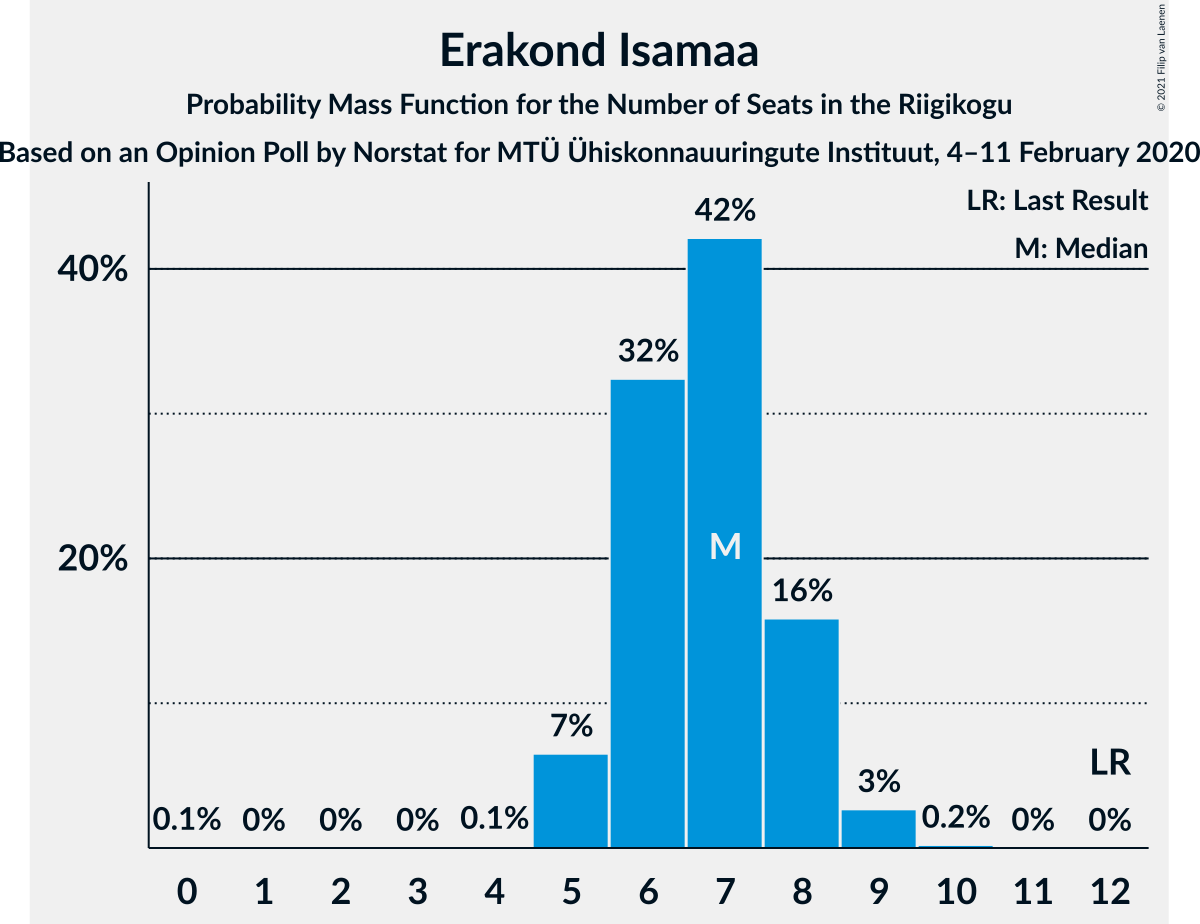 Erakond Isamaa
Probability Mass Function for the Number of Seats in the Riigikogu
Based on an Opinion Poll by Norstat for MTÜ Ühiskonnauuringute Instituut, 4–11 February 2020
© 2021 Filip van Laenen
LR: Last Result
M: Median
40%
20%
0.1% 0% 0% 0% 0.1% 7% 32% 42% 16% 3% 0.2% 0% 0%
M
LR
0 1 2 3 4 5 6 7 8 9 10 11 12